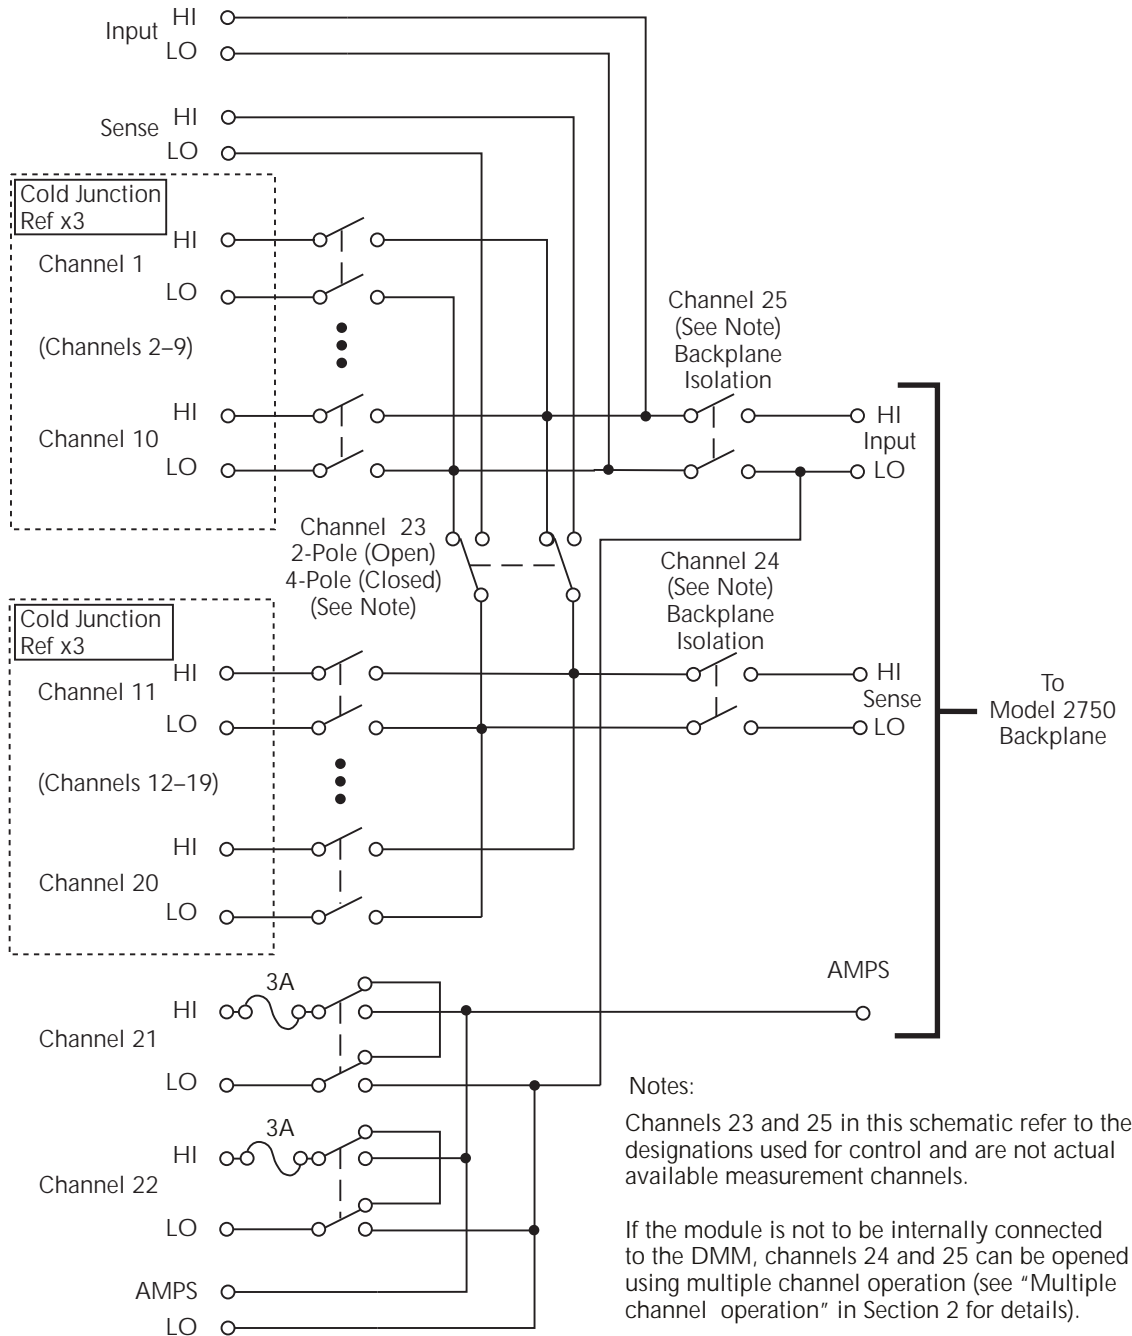 Input
HI
LO
Sense
HI
LO
Cold Junction
Ref x3
HI
Channel 1
LO
(Channels 2–9)
HI
Channel 10
LO
Channel 25
(See Note)
Backplane
Isolation
HI
Input
LO
Channel 23
2-Pole (Open)
4-Pole (Closed)
(See Note)
Channel 24
(See Note)
Backplane
Isolation
Cold Junction
Ref x3
HI
Channel 11
LO
(Channels 12–19)
HI
Channel 20
LO
HI
Sense
LO
To
Model 2750
Backplane
AMPS
3A
HI
Channel 21
LO
3A
HI
Channel 22
LO
AMPS
LO
Notes:
Channels 23 and 25 in this schematic refer to the
designations used for control and are not actual
available measurement channels.
If the module is not to be internally connected
to the DMM, channels 24 and 25 can be opened
using multiple channel operation (see “Multiple
channel operation” in Section 2 for details).